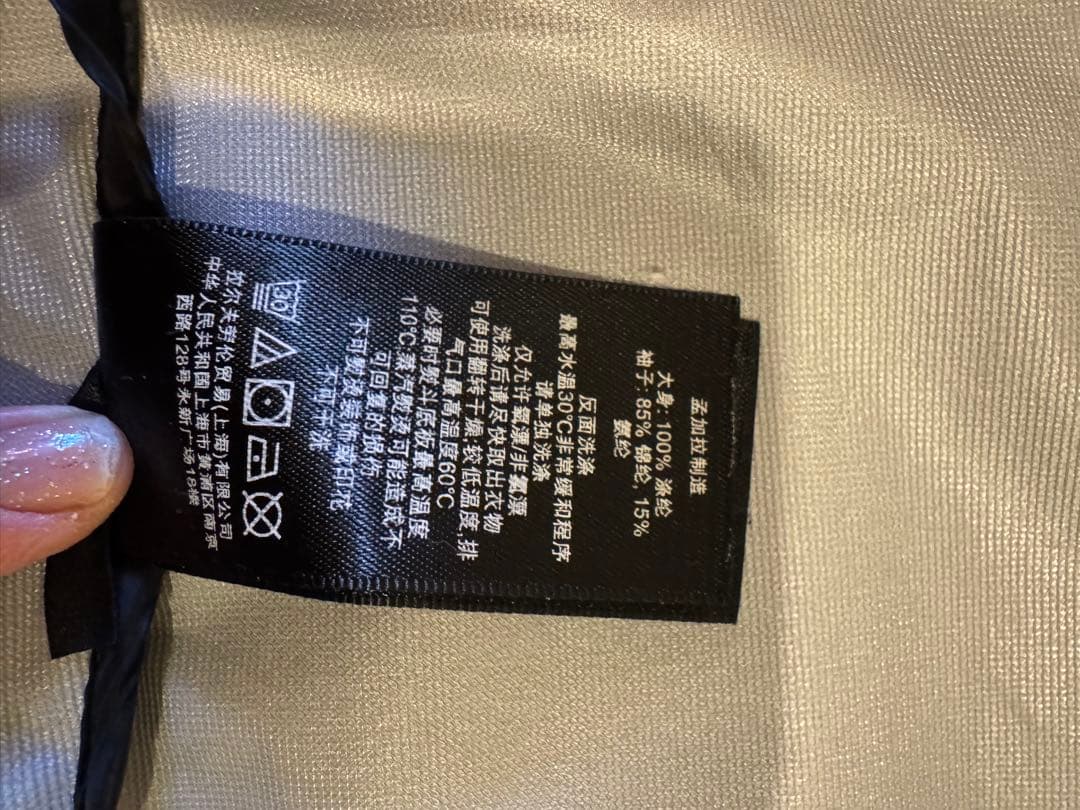 孟加拉制造
大身: 100% 涤纶
袖子: 85% 锦纶, 15%
氨纶
最高水温30°C非常缓和程序
反面洗涤
请单独洗涤
仅允许氧漂/非氯漂
洗涤后请尽快取出衣物
可使用翻转干燥, 较低温度, 排
气口最高温度60°C
必要时熨斗底板最高温度
110°C, 蒸汽熨烫可能造成不
可回复的损伤
不可熨烫装饰或印花
不可干洗
30
拉尔夫劳伦贸易(上海)有限公司
中华人民共和国上海市黄浦区南京
西路128号永新广场18楼